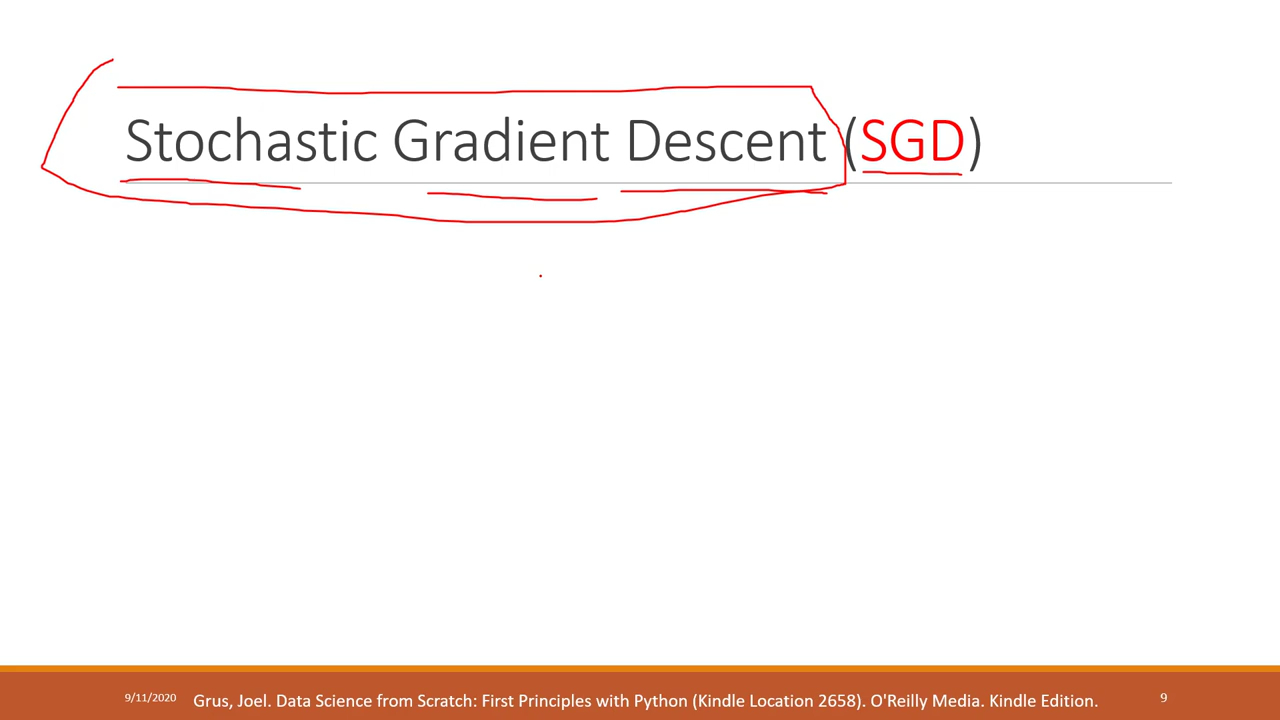 Stochastic Gradient Descent (SGD)
9/11/2020 Grus, Joel. Data Science from Scratch: First Principles with Python (Kindle Location 2658). O'Reilly Media. Kindle Edition. 9